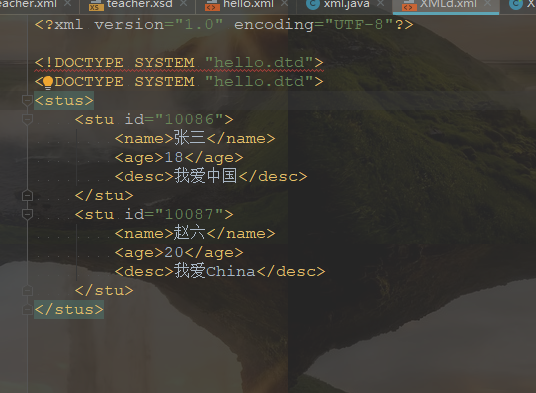 eacher.xml teacher.xsd hello.xml xml.java XMLd.xml X
<?xml version="1.0" encoding="UTF-8"?>
<!DOCTYPE SYSTEM "hello.dtd">
<!DOCTYPE SYSTEM "hello.dtd">
<stus>
<stu id="10086">
<name>张三</name>
<age>18</age>
<desc>我爱中国</desc>
</stu>
<stu id="10087">
<name>赵六</name>
<age>20</age>
<desc>我爱China</desc>
</stu>
</stus>